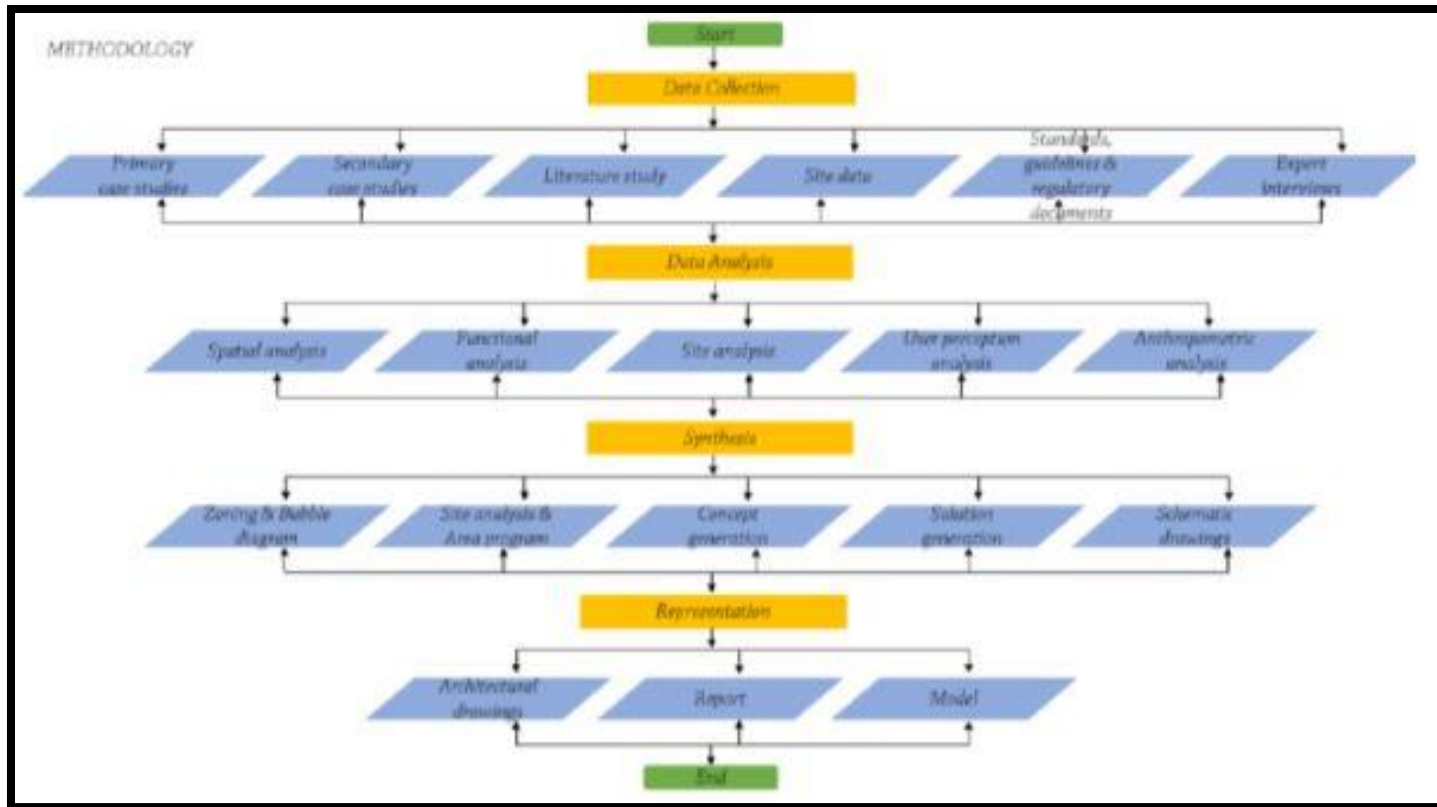 METHODOLOGY
Start
Data Collection
Primary
case studies
Secondary
case studies
Literature study
Site data
Standards,
guidelines &
regulatory
documents
Expert
interviews
Data Analysis
Spatial analysis
Functional
analysis
Site analysis
User perception
analysis
Anthropometric
analysis
Synthesis
Zoning & Bubble
diagram
Site analysis &
Area program
Concept
generation
Solution
generation
Schematic
drawings
Representation
Architectural
drawings
Report
Model
End